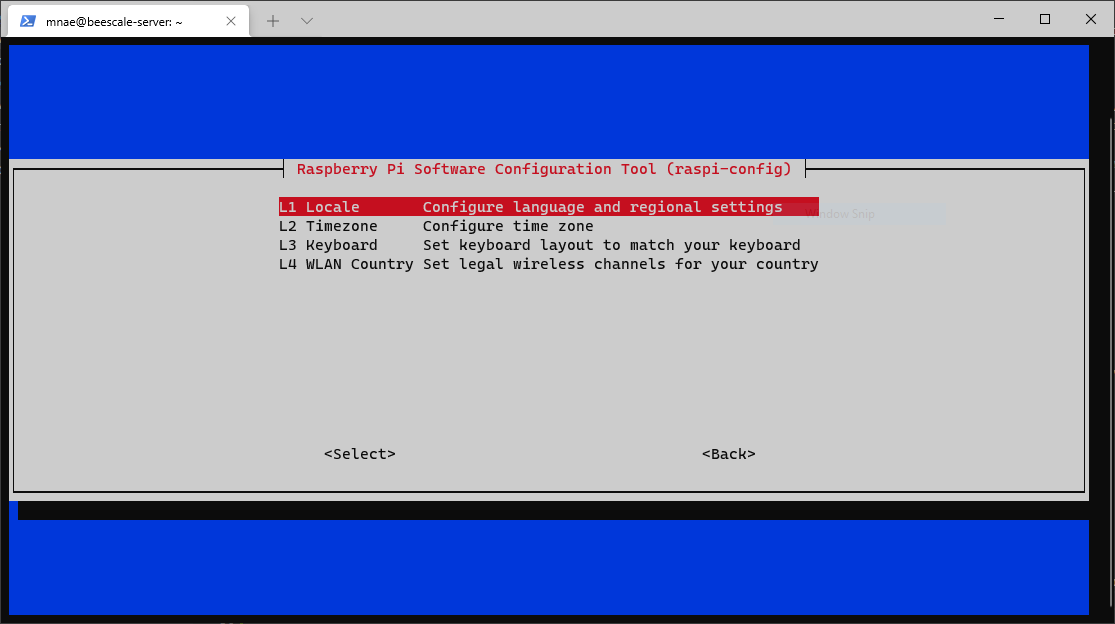 mnae@beescale-server: ~
Raspberry Pi Software Configuration Tool (raspi-config)
L1 Locale Configure language and regional settings
Window Snip
L2 Timezone Configure time zone
L3 Keyboard Set keyboard layout to match your keyboard
L4 WLAN Country Set legal wireless channels for your country
<Select> <Back>